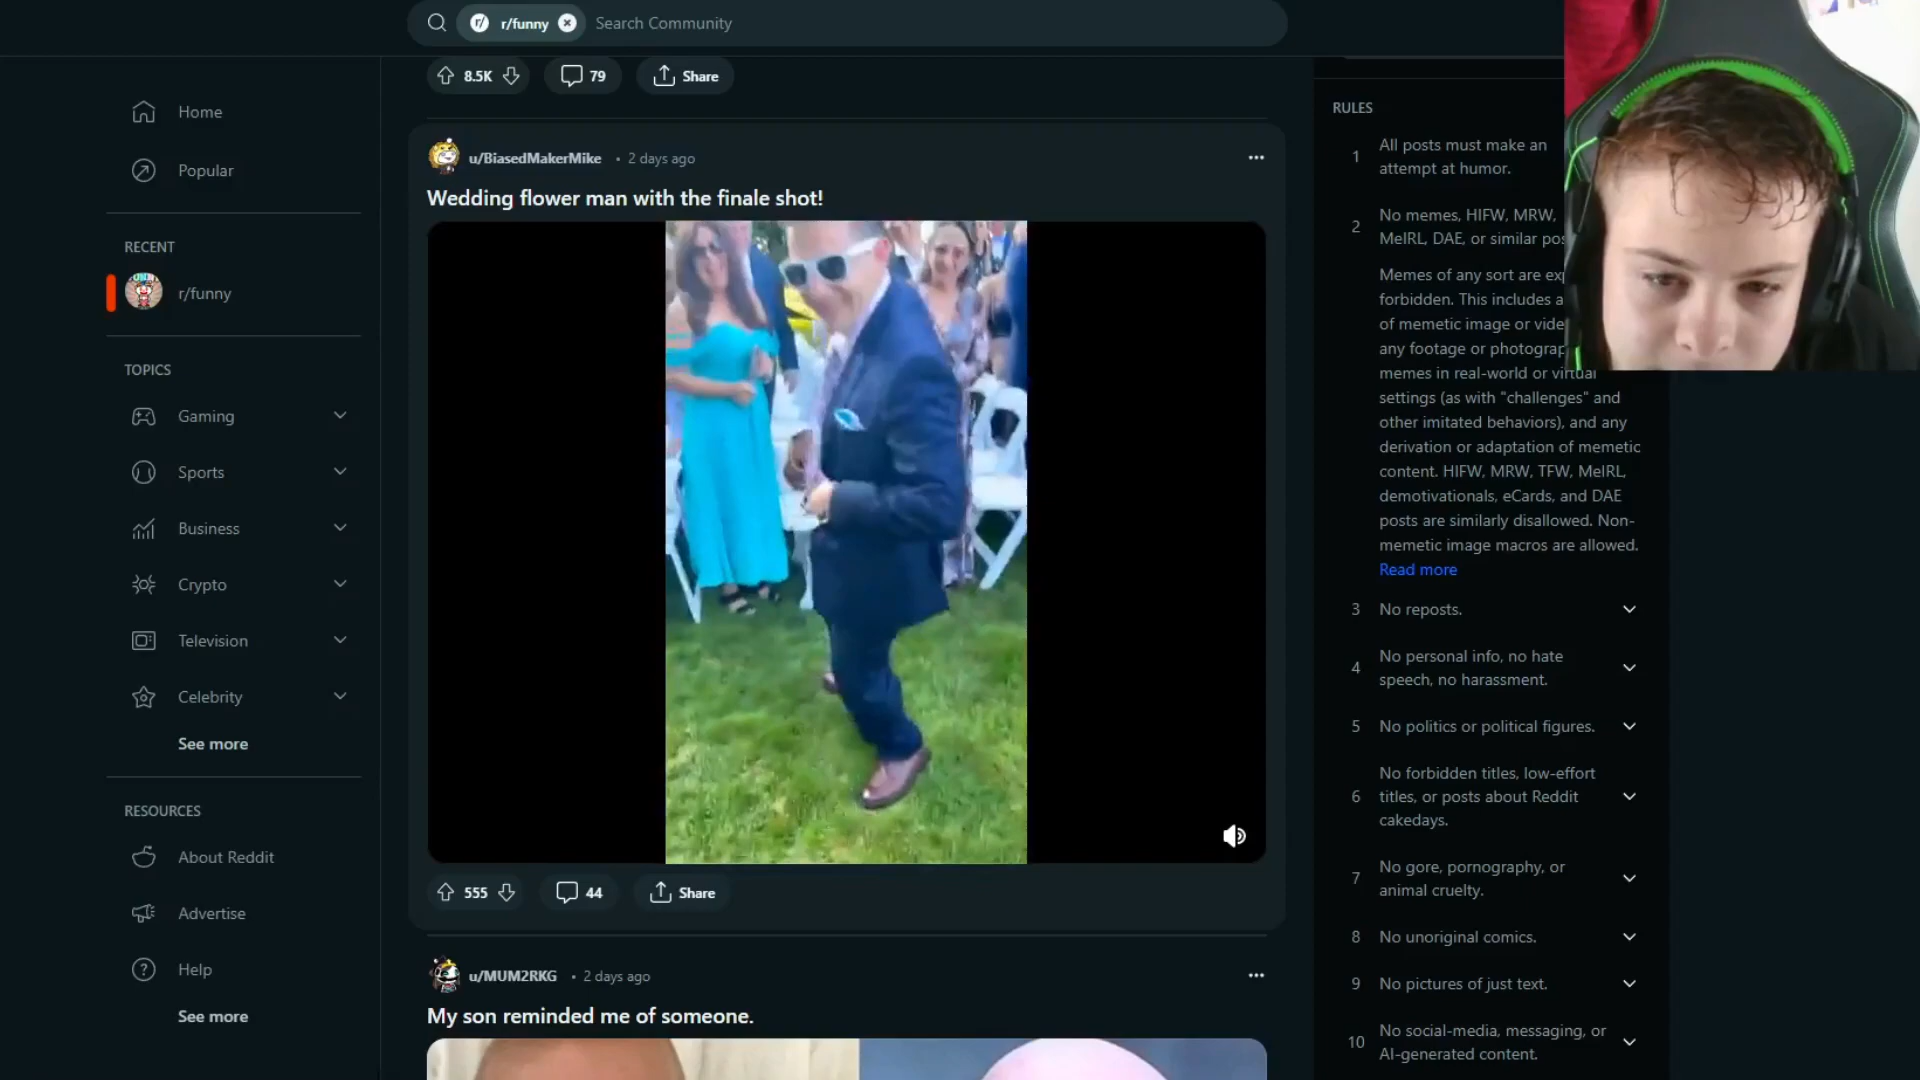 r/funny
Search Community
8.5K
79
Share
Home
Popular
RECENT
r/funny
TOPICS
Gaming
Sports
Business
Crypto
Television
Celebrity
See more
RESOURCES
About Reddit
Advertise
Help
See more
u/BiasedMakerMike • 2 days ago
Wedding flower man with the finale shot!
555
44
Share
u/MUM2RKG • 2 days ago
My son reminded me of someone.
RULES
1
All posts must make an
attempt at humor.
2
No memes, HIFW, MRW,
MeIRL, DAE, or similar
Memes of any sort are
forbidden. This includes
of memetic image or
any footage or
memes in real-world or virtual
settings (as with "challenges" and
other imitated behaviors), and any
derivation or adaptation of memetic
content. HIFW, MRW, TFW, MeIRL,
demotivationals, eCards, and DAE
posts are similarly disallowed. Non-
memetic image macros are allowed.
Read more
3
No reposts.
4
No personal info, no hate
speech, no harassment.
5
No politics or political figures.
6
No forbidden titles, low-effort
titles, or posts about Reddit
cakedays.
7
No gore, pornography, or
animal cruelty.
8
No unoriginal comics.
9
No pictures of just text.
10
No social-media, messaging, or
AI-generated content.